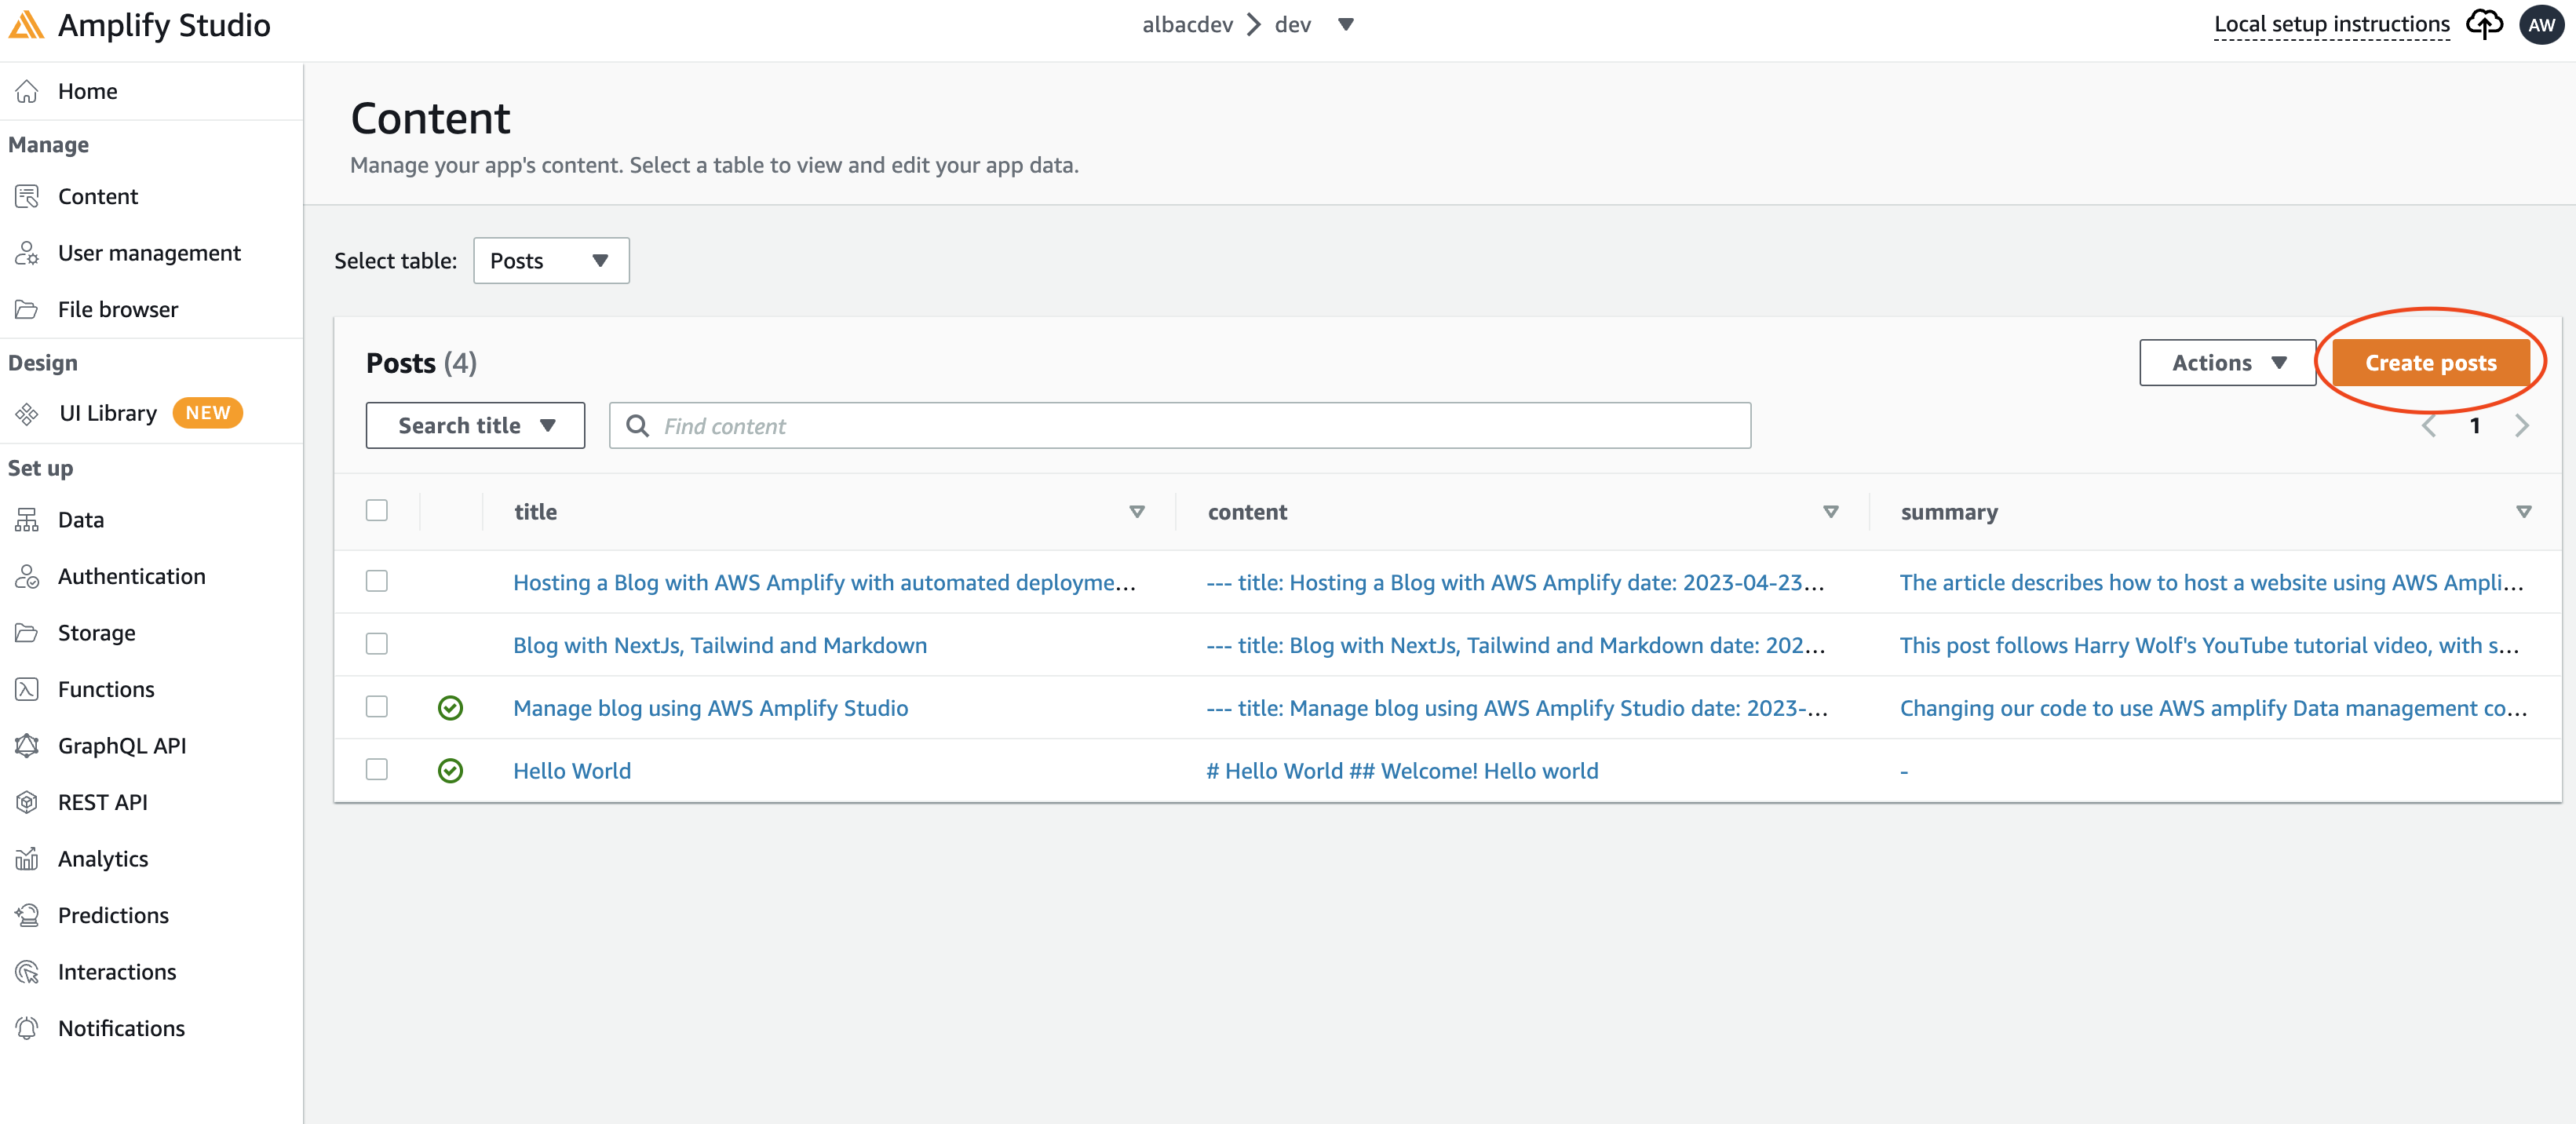 Amplify Studio
albacdev > dev
Local setup instructions
AW
Home
Manage
Content
User management
File browser
Design
UI Library NEW
Set up
Data
Authentication
Storage
Functions
GraphQL API
REST API
Analytics
Predictions
Interactions
Notifications
Content
Manage your app's content. Select a table to view and edit your app data.
Select table: Posts
Posts (4)
Actions
Create posts
Search title
Find content
1
title content summary
Hosting a Blog with AWS Amplify with automated deployme... --- title: Hosting a Blog with AWS Amplify date: 2023-04-23... The article describes how to host a website using AWS Ampli...
Blog with NextJs, Tailwind and Markdown --- title: Blog with NextJs, Tailwind and Markdown date: 202... This post follows Harry Wolf's YouTube tutorial video, with s...
Manage blog using AWS Amplify Studio --- title: Manage blog using AWS Amplify Studio date: 2023-... Changing our code to use AWS amplify Data management co...
Hello World # Hello World ## Welcome! Hello world -